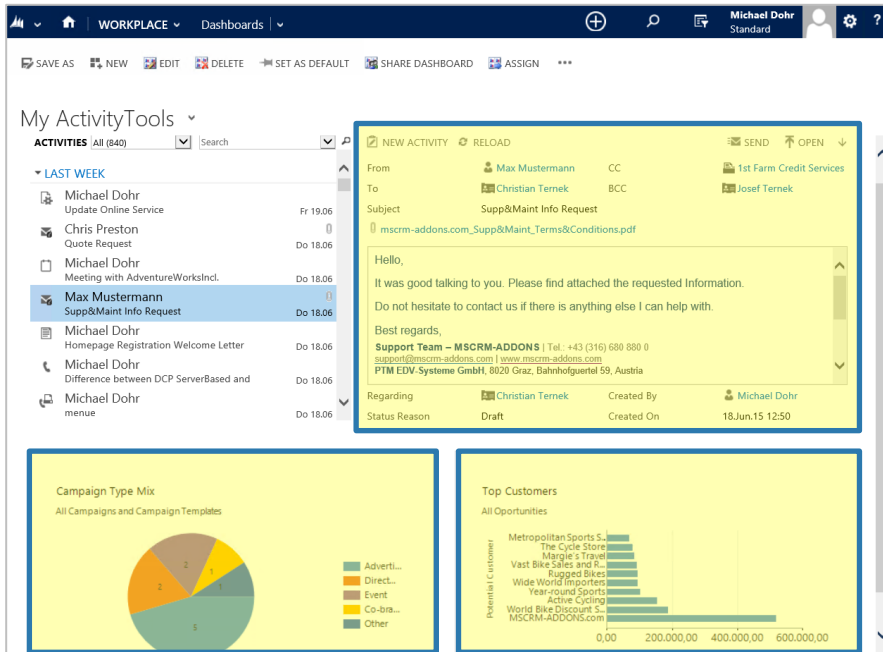 WORKPLACE Dashboards
Michael Dohr
Standard
?
SAVE AS NEW EDIT DELETE SET AS DEFAULT SHARE DASHBOARD ASSIGN •••
My ActivityTools
ACTIVITIES All (840) Search
LAST WEEK
Michael Dohr
Update Online Service Fr 19.06
Chris Preston
Quote Request Do 18.06
Michael Dohr
Meeting with AdventureWorksIncl. Do 18.06
Max Mustermann
Supp&Maint Info Request Do 18.06
Michael Dohr
Homepage Registration Welcome Letter Do 18.06
Michael Dohr
Difference between DCP ServerBased and Do 18.06
Michael Dohr
menue Do 18.06
NEW ACTIVITY RELOAD SEND OPEN
From Max Mustermann CC 1st Farm Credit Services
To Christian Ternek BCC Josef Ternek
Subject Supp&Maint Info Request
mscrm-addons.com_Supp&Maint_Terms&Conditions.pdf
Hello,
It was good talking to you. Please find attached the requested Information.
Do not hesitate to contact us if there is anything else I can help with.
Best regards,
Support Team – MSCRM-ADDONS | Tel.: +43 (316) 680 880 0
support@mscrm-addons.com | www.mscrm-addons.com
PTM EDV-Systeme GmbH, 8020 Graz, Bahnhofguertel 59, Austria
Regarding Christian Ternek Created By Michael Dohr
Status Reason Draft Created On 18.Jun.15 12:50
Campaign Type Mix
All Campaigns and Campaign Templates
2
1
2
1
5
Adverti...
Direct...
Event
Co-bra...
Other
Top Customers
All Oportunities
Potential Customer
Metropolitan Sports S...
The Cycle Store
Margie's Travel
Vast Bike Sales and R...
Rugged Bikes
Wide World Importers
Year-round Sports
Active Cycling
World Bike Discount S...
MSCRM-ADDONS.com
0,00 200.000,00 400.000,00 600.000,00